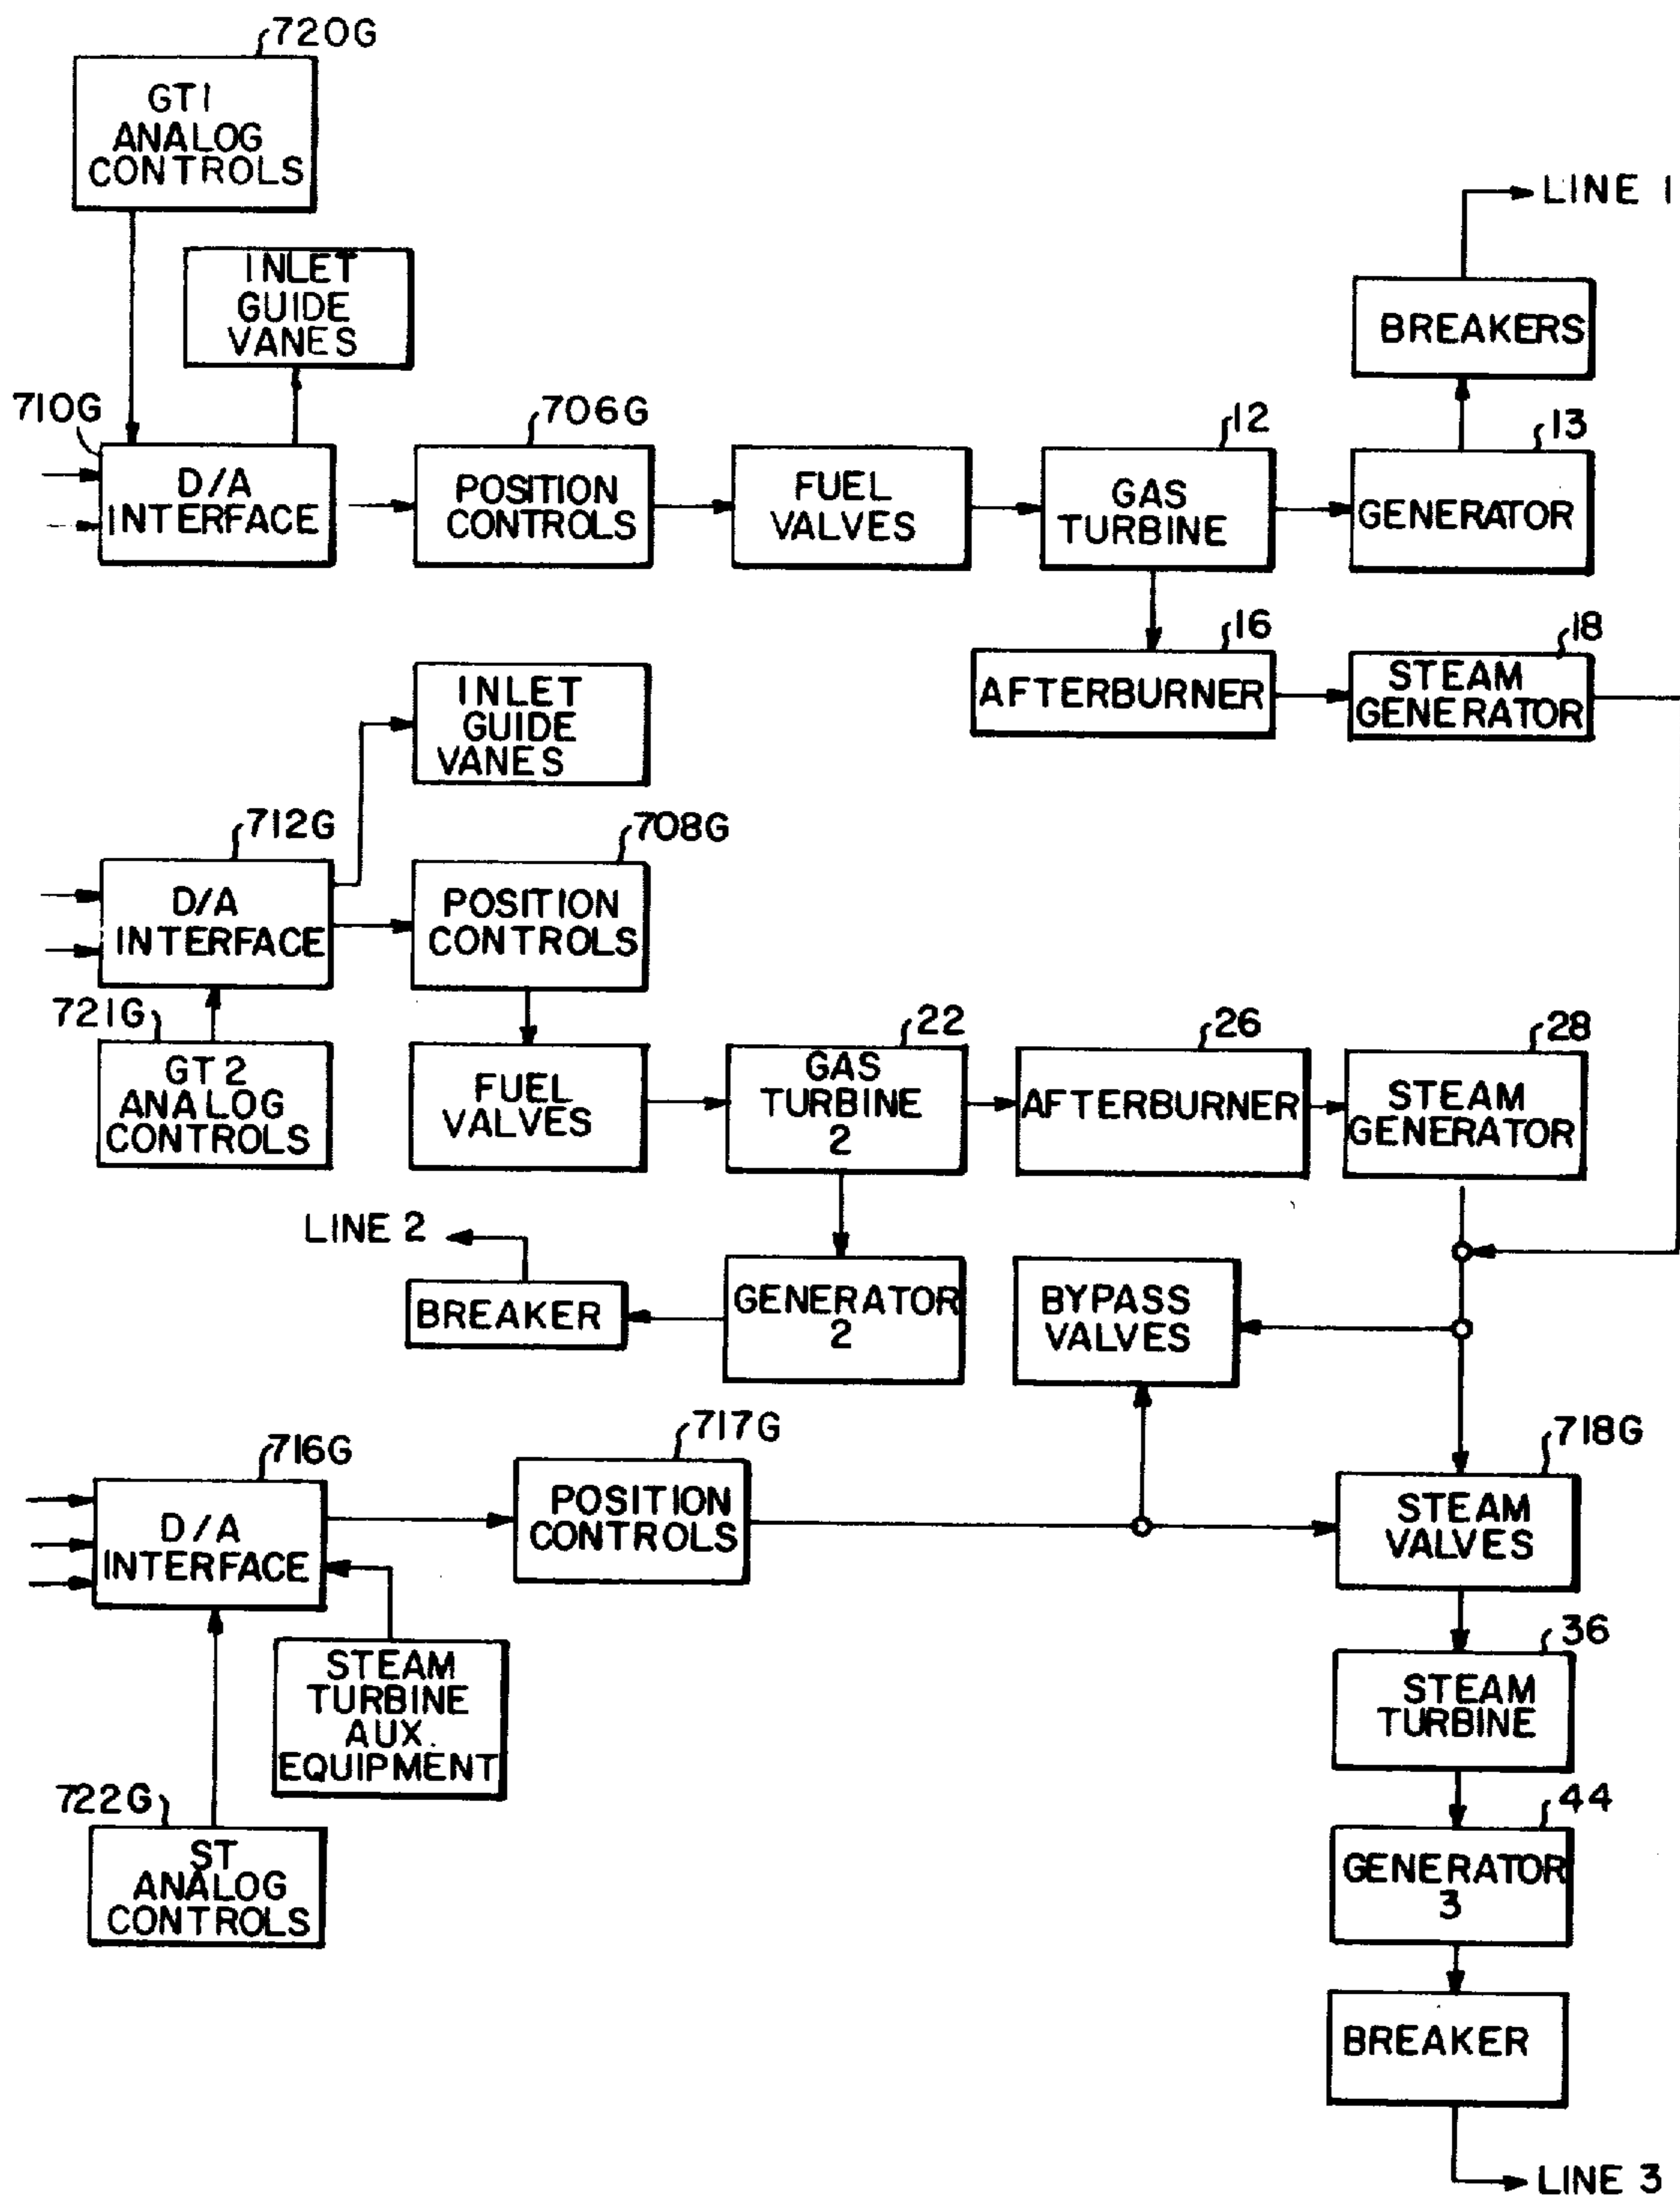 720G
GT1
ANALOG
CONTROLS
INLET
GUIDE
VANES
LINE 1
BREAKERS
710G
D/A
INTERFACE
706G
POSITION
CONTROLS
FUEL
VALVES
12
GAS
TURBINE
13
GENERATOR
16
AFTERBURNER
18
STEAM
GENERATOR
INLET
GUIDE
VANES
712G
D/A
INTERFACE
708G
POSITION
CONTROLS
721G
GT 2
ANALOG
CONTROLS
FUEL
VALVES
22
GAS
TURBINE
2
26
AFTERBURNER
28
STEAM
GENERATOR
LINE 2
BREAKER
GENERATOR
2
BYPASS
VALVES
716G
D/A
INTERFACE
717G
POSITION
CONTROLS
718G
STEAM
VALVES
STEAM
TURBINE
AUX.
EQUIPMENT
36
STEAM
TURBINE
722G
ST
ANALOG
CONTROLS
44
GENERATOR
3
BREAKER
LINE 3